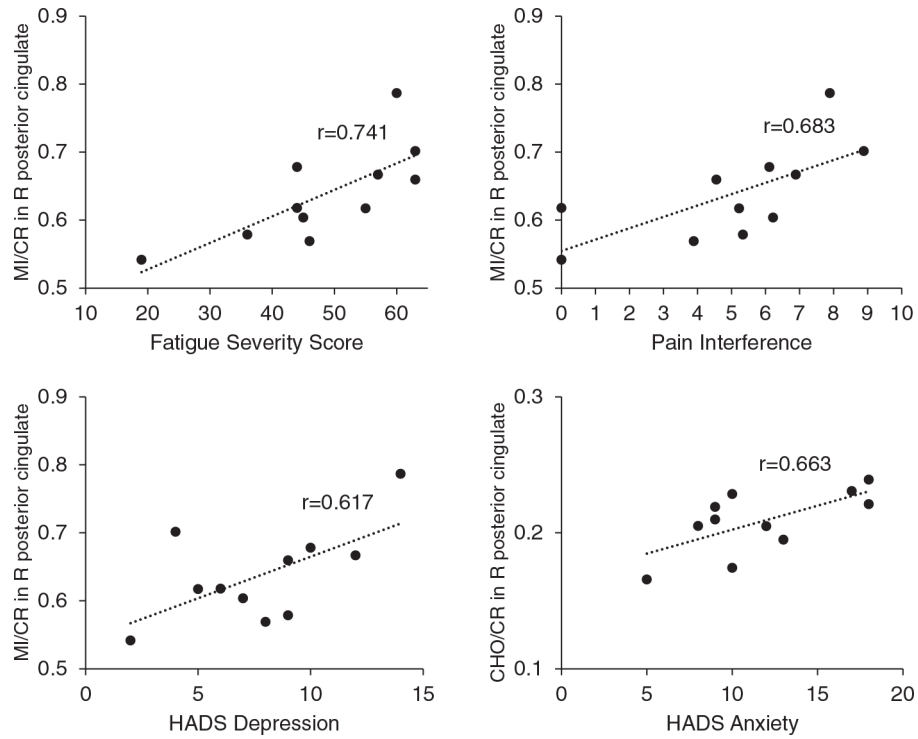 MI/CR in R posterior cingulate
0.9
0.8
0.7
0.6
0.5
r=0.741
10 20 30 40 50 60
Fatigue Severity Score
MI/CR in R posterior cingulate
0.9
0.8
0.7
0.6
0.5
r=0.683
0 1 2 3 4 5 6 7 8 9 10
Pain Interference
MI/CR in R posterior cingulate
0.9
0.8
0.7
0.6
0.5
r=0.617
0 5 10 15
HADS Depression
CHO/CR in R posterior cingulate
0.3
0.2
0.1
r=0.663
0 5 10 15 20
HADS Anxiety